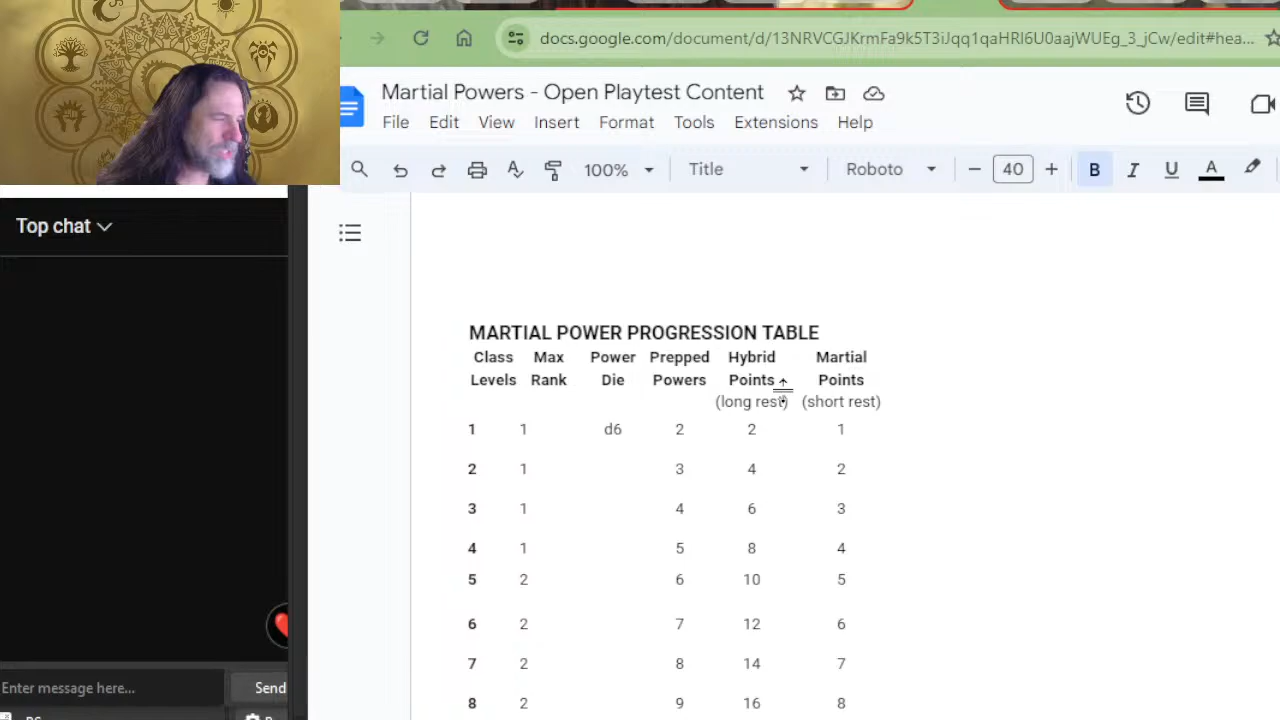 docs.google.com/document/d/13NRVCGJKrmFa9k5T3iJqq1qaHRl6U0aajWUEg_3_jCw/edit#hea...
Martial Powers - Open Playtest Content
File Edit View Insert Format Tools Extensions Help
100% Title Roboto 40 B I U A
Top chat
MARTIAL POWER PROGRESSION TABLE
Class Max Power Prepped Hybrid Martial
Levels Rank Die Powers Points Points
(long rest) (short rest)
1 1 d6 2 2 1
2 1 3 4 2
3 1 4 6 3
4 1 5 8 4
5 2 6 10 5
6 2 7 12 6
7 2 8 14 7
8 2 9 16 8
Enter message here...
Send